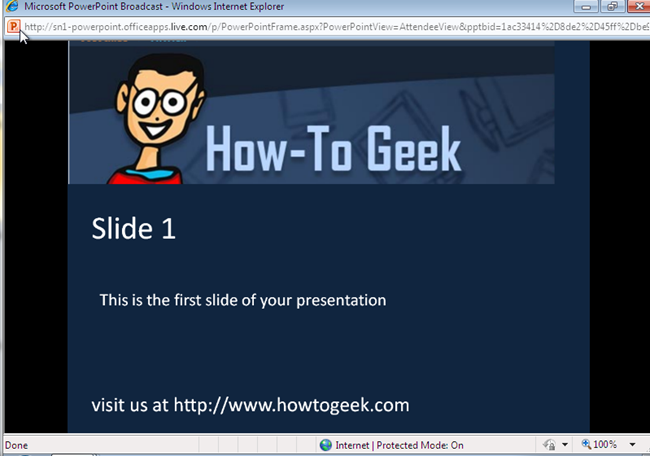 Microsoft PowerPoint Broadcast - Windows Internet Explorer
http://sn1-powerpoint.officeapps.live.com/p/PowerPointFrame.aspx?PowerPointView=AttendeeView&pptbid=1ac33414%2D8de2%2D45ff%2Dbe9
How-To Geek
Slide 1
This is the first slide of your presentation
visit us at http://www.howtogeek.com
Done
Internet | Protected Mode: On
100%